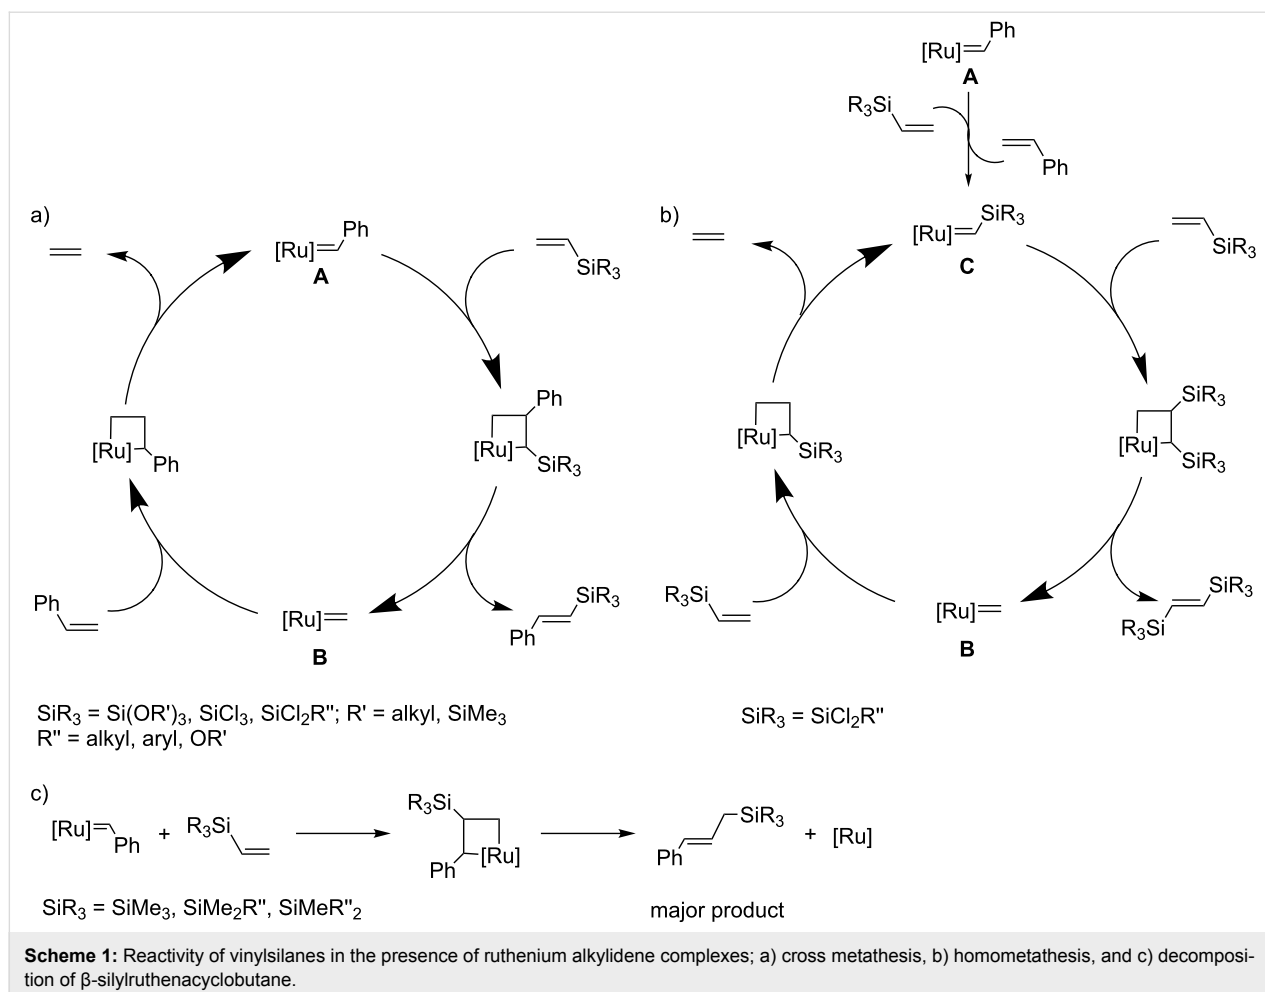 [Ru]
Ph
A
R₃Si
Ph
a)
[Ru]
Ph
A
SiR₃
[Ru]
Ph
SiR₃
Ph
SiR₃
[Ru]
B
Ph
[Ru]
Ph
b)
[Ru]
SiR₃
C
SiR₃
[Ru]
SiR₃
SiR₃
R₃Si
SiR₃
[Ru]
B
R₃Si
[Ru]
SiR₃
SiR₃ = Si(OR')₃, SiCl₃, SiCl₂R"; R' = alkyl, SiMe₃
R" = alkyl, aryl, OR'
SiR₃ = SiCl₂R"
c)
[Ru]
Ph
+
R₃Si
R₃Si
Ph
[Ru]
Ph
SiR₃
+
[Ru]
SiR₃ = SiMe₃, SiMe₂R", SiMeR"₂
major product
Scheme 1: Reactivity of vinylsilanes in the presence of ruthenium alkylidene complexes; a) cross metathesis, b) homometathesis, and c) decomposi-
tion of β-silylruthenacyclobutane.